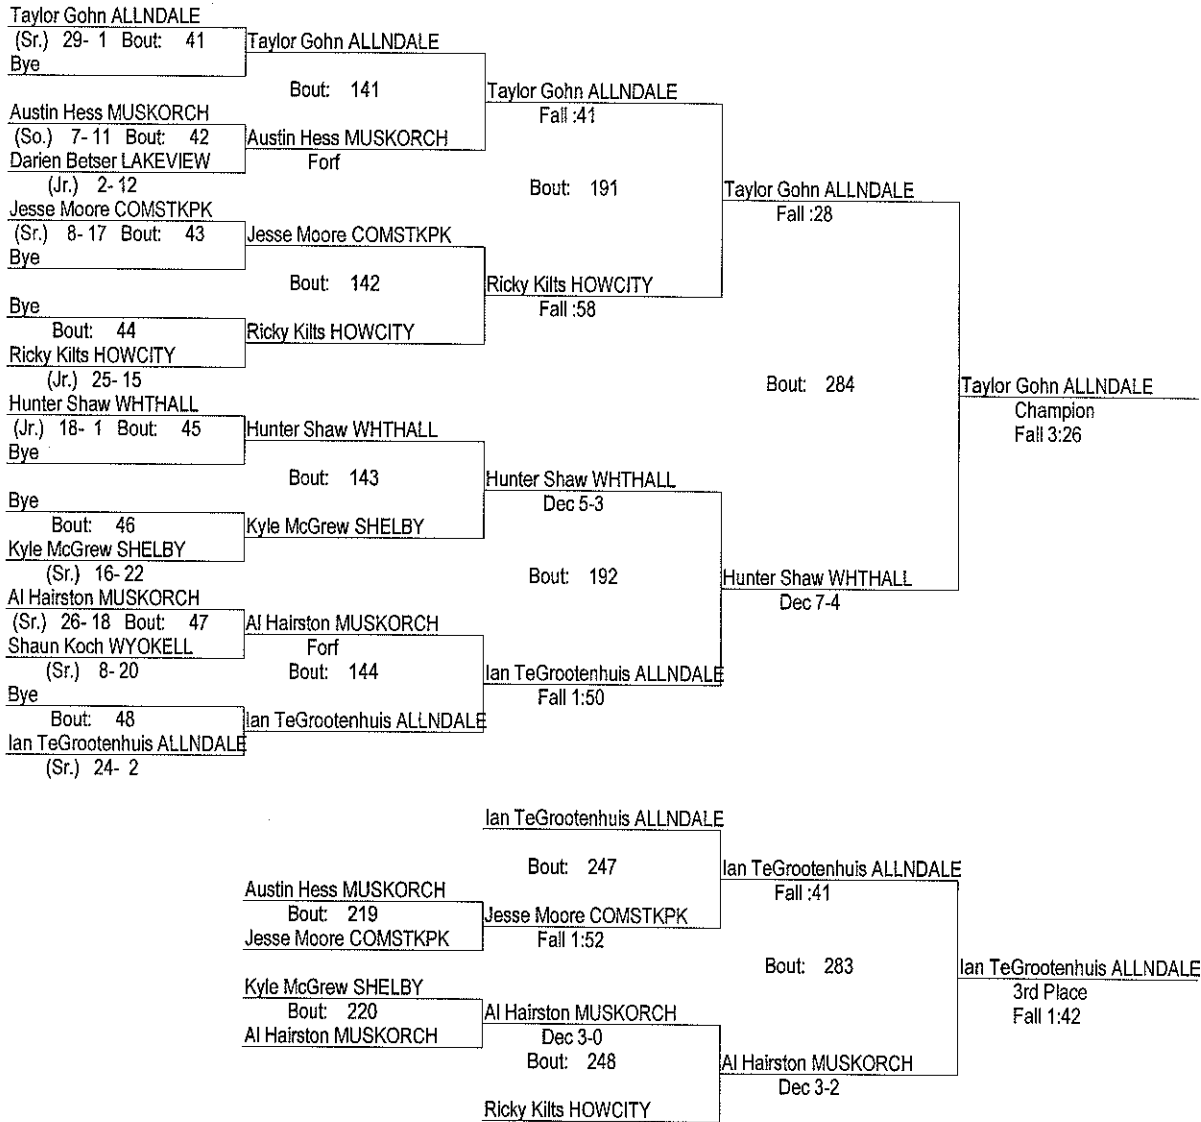 Taylor Gohn ALLNDALE
(Sr.) 29- 1 Bout: 41
Bye
Taylor Gohn ALLNDALE
Bout: 141
Austin Hess MUSKORCH
(So.) 7- 11 Bout: 42
Darien Betser LAKEVIEW
(Jr.) 2- 12
Austin Hess MUSKORCH
Forf
Taylor Gohn ALLNDALE
Fall :41
Bout: 191
Jesse Moore COMSTKPK
(Sr.) 8- 17 Bout: 43
Bye
Jesse Moore COMSTKPK
Bout: 142
Bye
Bout: 44
Ricky Kilts HOWCITY
(Jr.) 25- 15
Ricky Kilts HOWCITY
Ricky Kilts HOWCITY
Fall :58
Taylor Gohn ALLNDALE
Fall :28
Bout: 284
Hunter Shaw WHTHALL
(Jr.) 18- 1 Bout: 45
Bye
Hunter Shaw WHTHALL
Bout: 143
Bye
Bout: 46
Kyle McGrew SHELBY
(Sr.) 16- 22
Kyle McGrew SHELBY
Hunter Shaw WHTHALL
Dec 5-3
Bout: 192
Al Hairston MUSKORCH
(Sr.) 26- 18 Bout: 47
Shaun Koch WYOKELL
(Sr.) 8- 20
Al Hairston MUSKORCH
Forf
Bout: 144
Bye
Bout: 48
Ian TeGrootenhuis ALLNDALE
(Sr.) 24- 2
Ian TeGrootenhuis ALLNDALE
Ian TeGrootenhuis ALLNDALE
Fall 1:50
Hunter Shaw WHTHALL
Dec 7-4
Taylor Gohn ALLNDALE
Champion
Fall 3:26
Ian TeGrootenhuis ALLNDALE
Bout: 247
Austin Hess MUSKORCH
Bout: 219
Jesse Moore COMSTKPK
Jesse Moore COMSTKPK
Fall 1:52
Ian TeGrootenhuis ALLNDALE
Fall :41
Bout: 283
Kyle McGrew SHELBY
Bout: 220
Al Hairston MUSKORCH
Al Hairston MUSKORCH
Dec 3-0
Bout: 248
Ricky Kilts HOWCITY
Al Hairston MUSKORCH
Dec 3-2
Ian TeGrootenhuis ALLNDALE
3rd Place
Fall 1:42